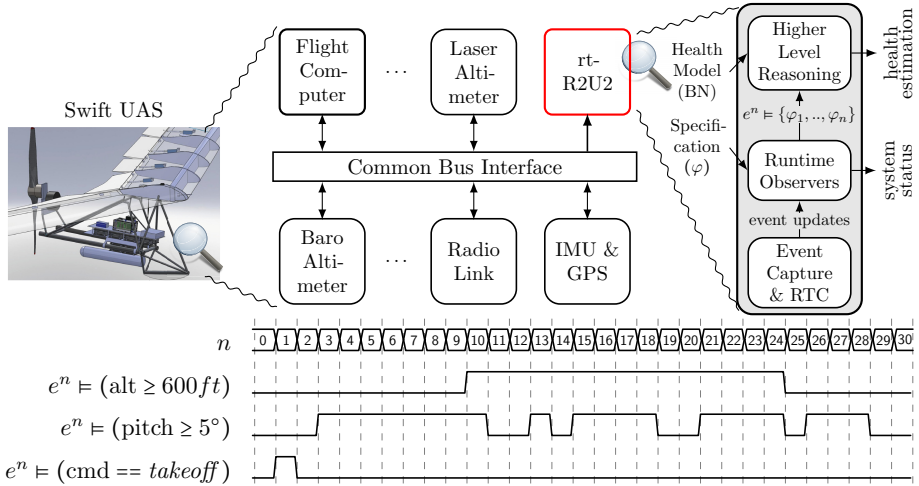 Swift UAS
Flight
Com-
puter
...
Laser
Alti-
meter
rt-
R2U2
Common Bus Interface
Baro
Alti-
meter
...
Radio
Link
IMU &
GPS
Health
Model
(BN)
Specifi-
cation
(φ)
Higher
Level
Reasoning
eⁿ ⊨ {φ₁, .., φₙ}
Runtime
Observers
event updates
Event
Capture
& RTC
health
estimation
system
status
n 0 1 2 3 4 5 6 7 8 9 10 11 12 13 14 15 16 17 18 19 20 21 22 23 24 25 26 27 28 29 30
eⁿ ⊨ (alt ≥ 600ft)
eⁿ ⊨ (pitch ≥ 5°)
eⁿ ⊨ (cmd == takeoff)